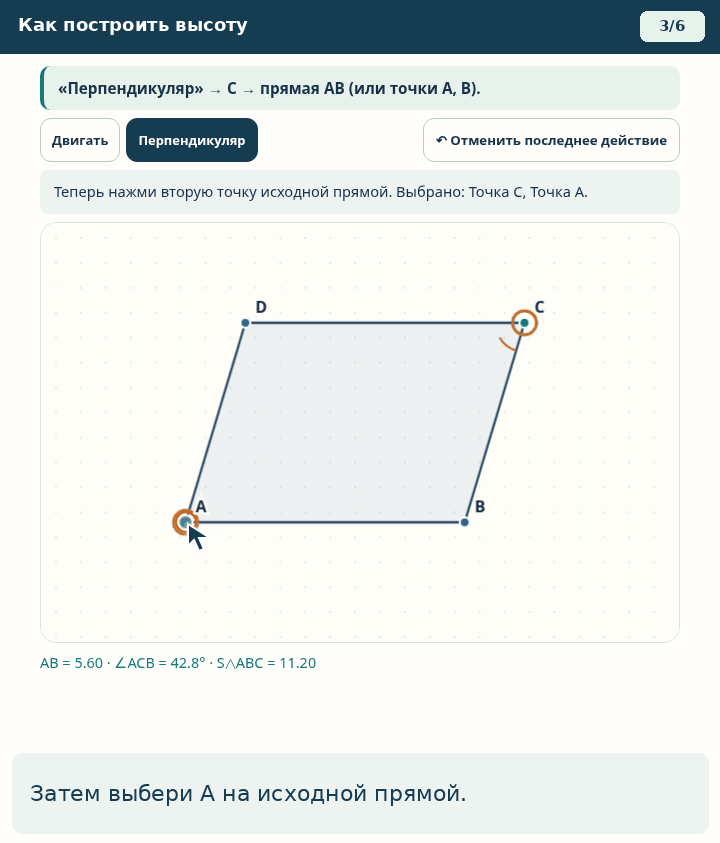 Как построить высоту
3/6
«Перпендикуляр» → C → прямая AB (или точки A, B).
Двигать
Перпендикуляр
↶ Отменить последнее действие
Теперь нажми вторую точку исходной прямой. Выбрано: Точка C, Точка A.
D
C
A
B
AB = 5.60 · ∠ACB = 42.8° · S△ABC = 11.20
Затем выбери A на исходной прямой.